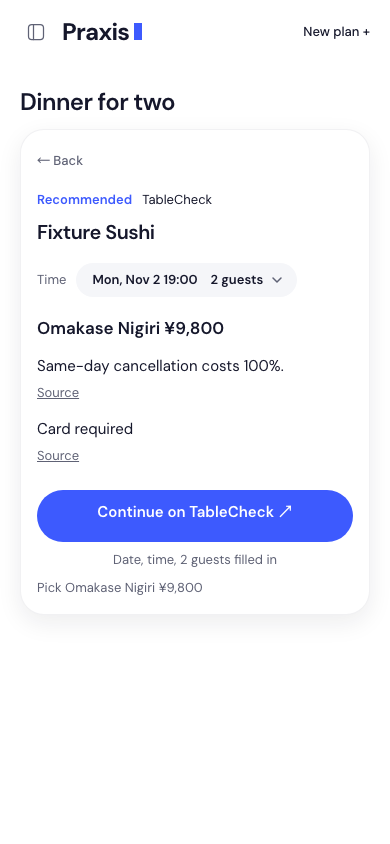 Praxis
New plan +
Dinner for two
← Back
Recommended TableCheck
Fixture Sushi
Time Mon, Nov 2 19:00 2 guests
Omakase Nigiri ¥9,800
Same-day cancellation costs 100%.
Source
Card required
Source
Continue on TableCheck ↗
Date, time, 2 guests filled in
Pick Omakase Nigiri ¥9,800